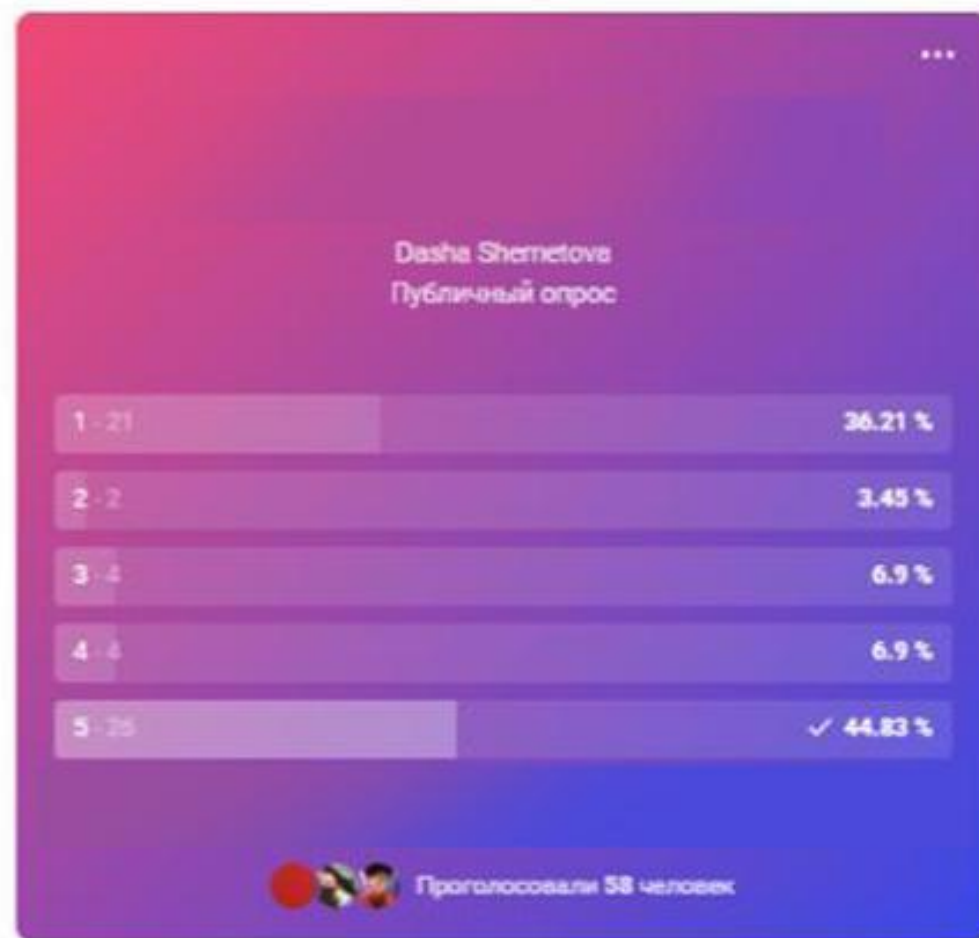 Dasha Shernetova
Публичный опрос
1 - 21 36.21 %
2 - 2 3.45 %
3 - 4 6.9 %
4 - 4 6.9 %
5 - 26 44.83 %
Проголосовали 58 человек